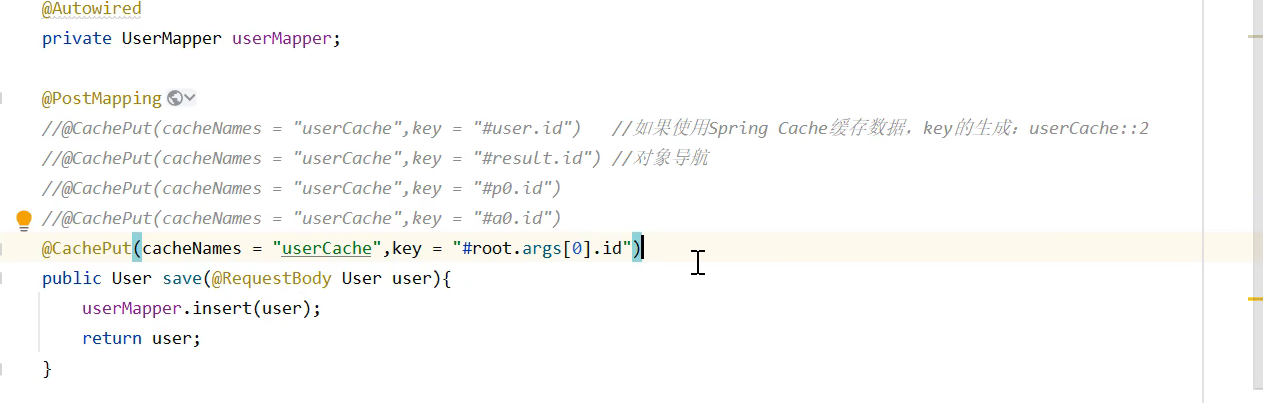 @Autowired
private UserMapper userMapper;
@PostMapping
//@CachePut(cacheNames = "userCache",key = "#user.id")   //如果使用Spring Cache缓存数据，key的生成：userCache::2
//@CachePut(cacheNames = "userCache",key = "#result.id") //对象导航
//@CachePut(cacheNames = "userCache",key = "#p0.id")
//@CachePut(cacheNames = "userCache",key = "#a0.id")
@CachePut(cacheNames = "userCache",key = "#root.args[0].id")
public User save(@RequestBody User user){
    userMapper.insert(user);
    return user;
}